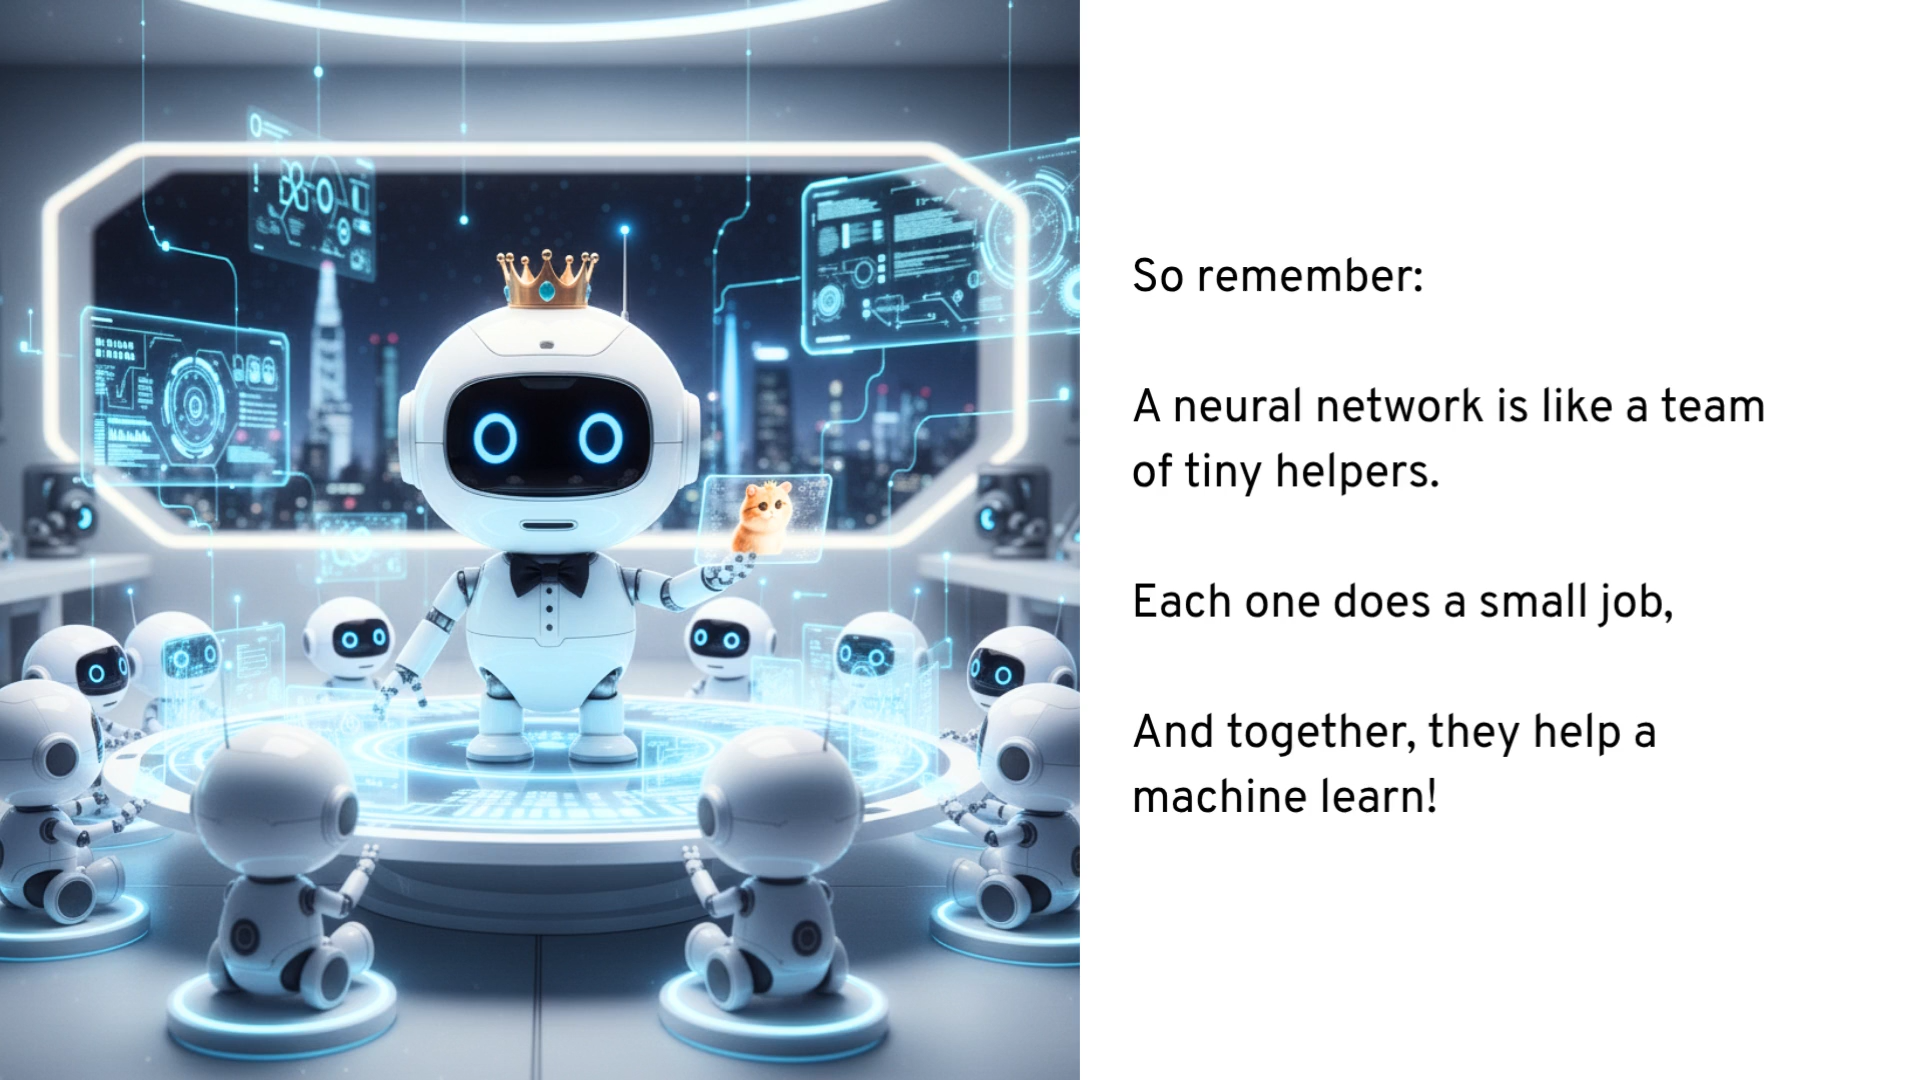 So remember:
A neural network is like a team
of tiny helpers.
Each one does a small job,
And together, they help a
machine learn!